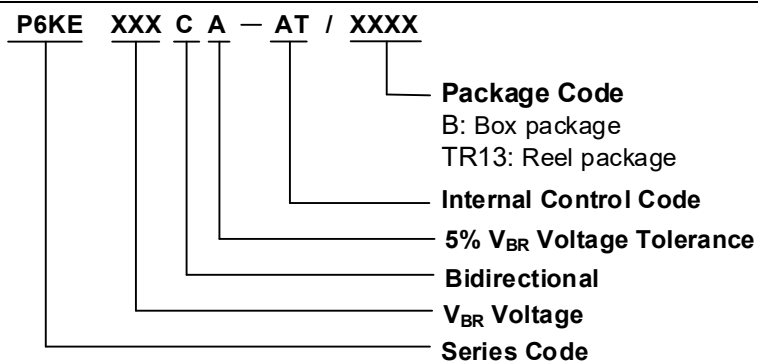 P6KE XXX C A — AT / XXXX
Package Code
B: Box package
TR13: Reel package
Internal Control Code
5% VBR Voltage Tolerance
Bidirectional
VBR Voltage
Series Code